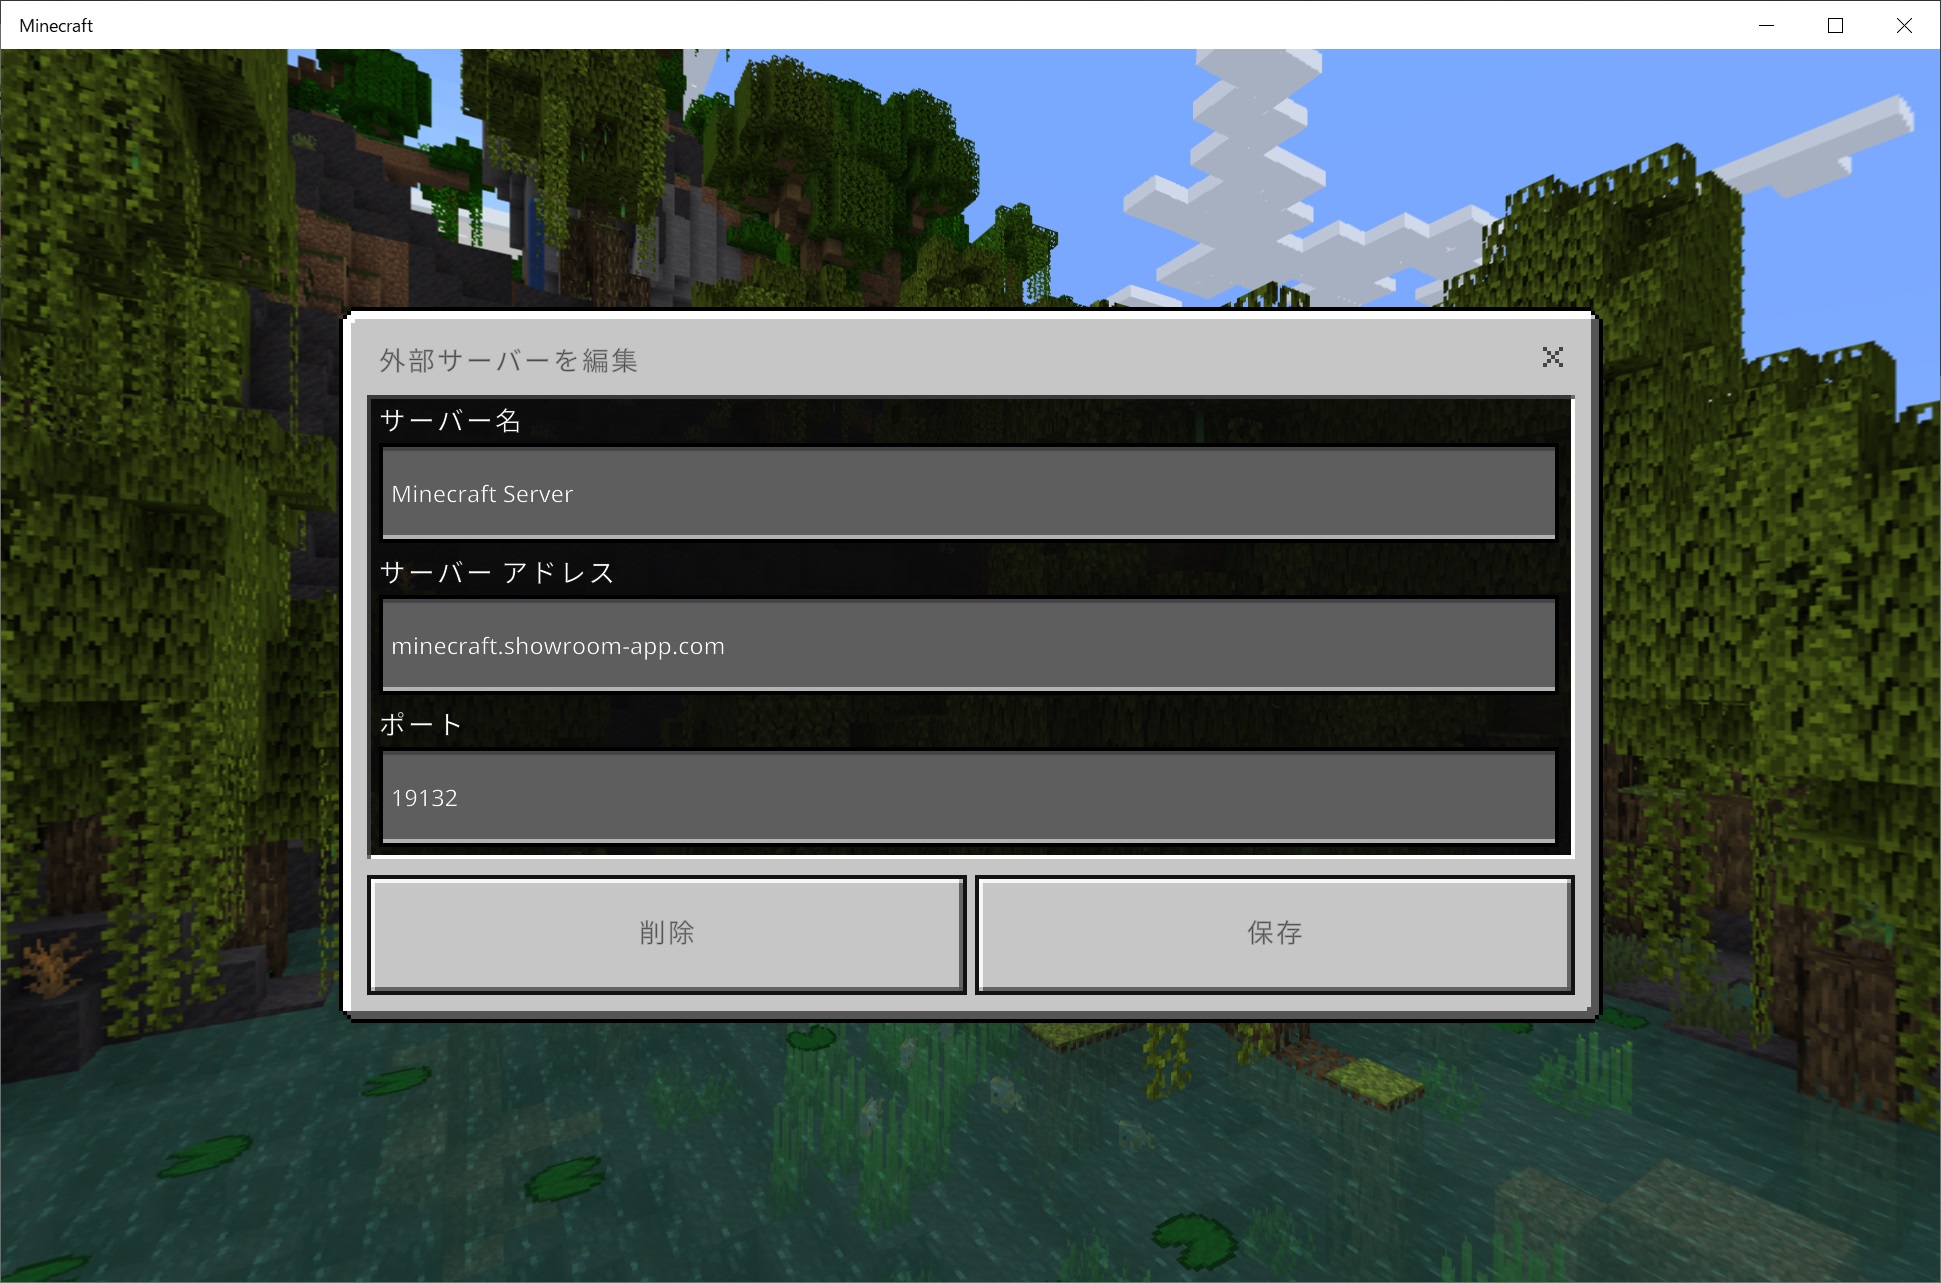 Minecraft
外部サーバーを編集
サーバー名
Minecraft Server
サーバー アドレス
minecraft.showroom-app.com
ポート
19132
削除
保存